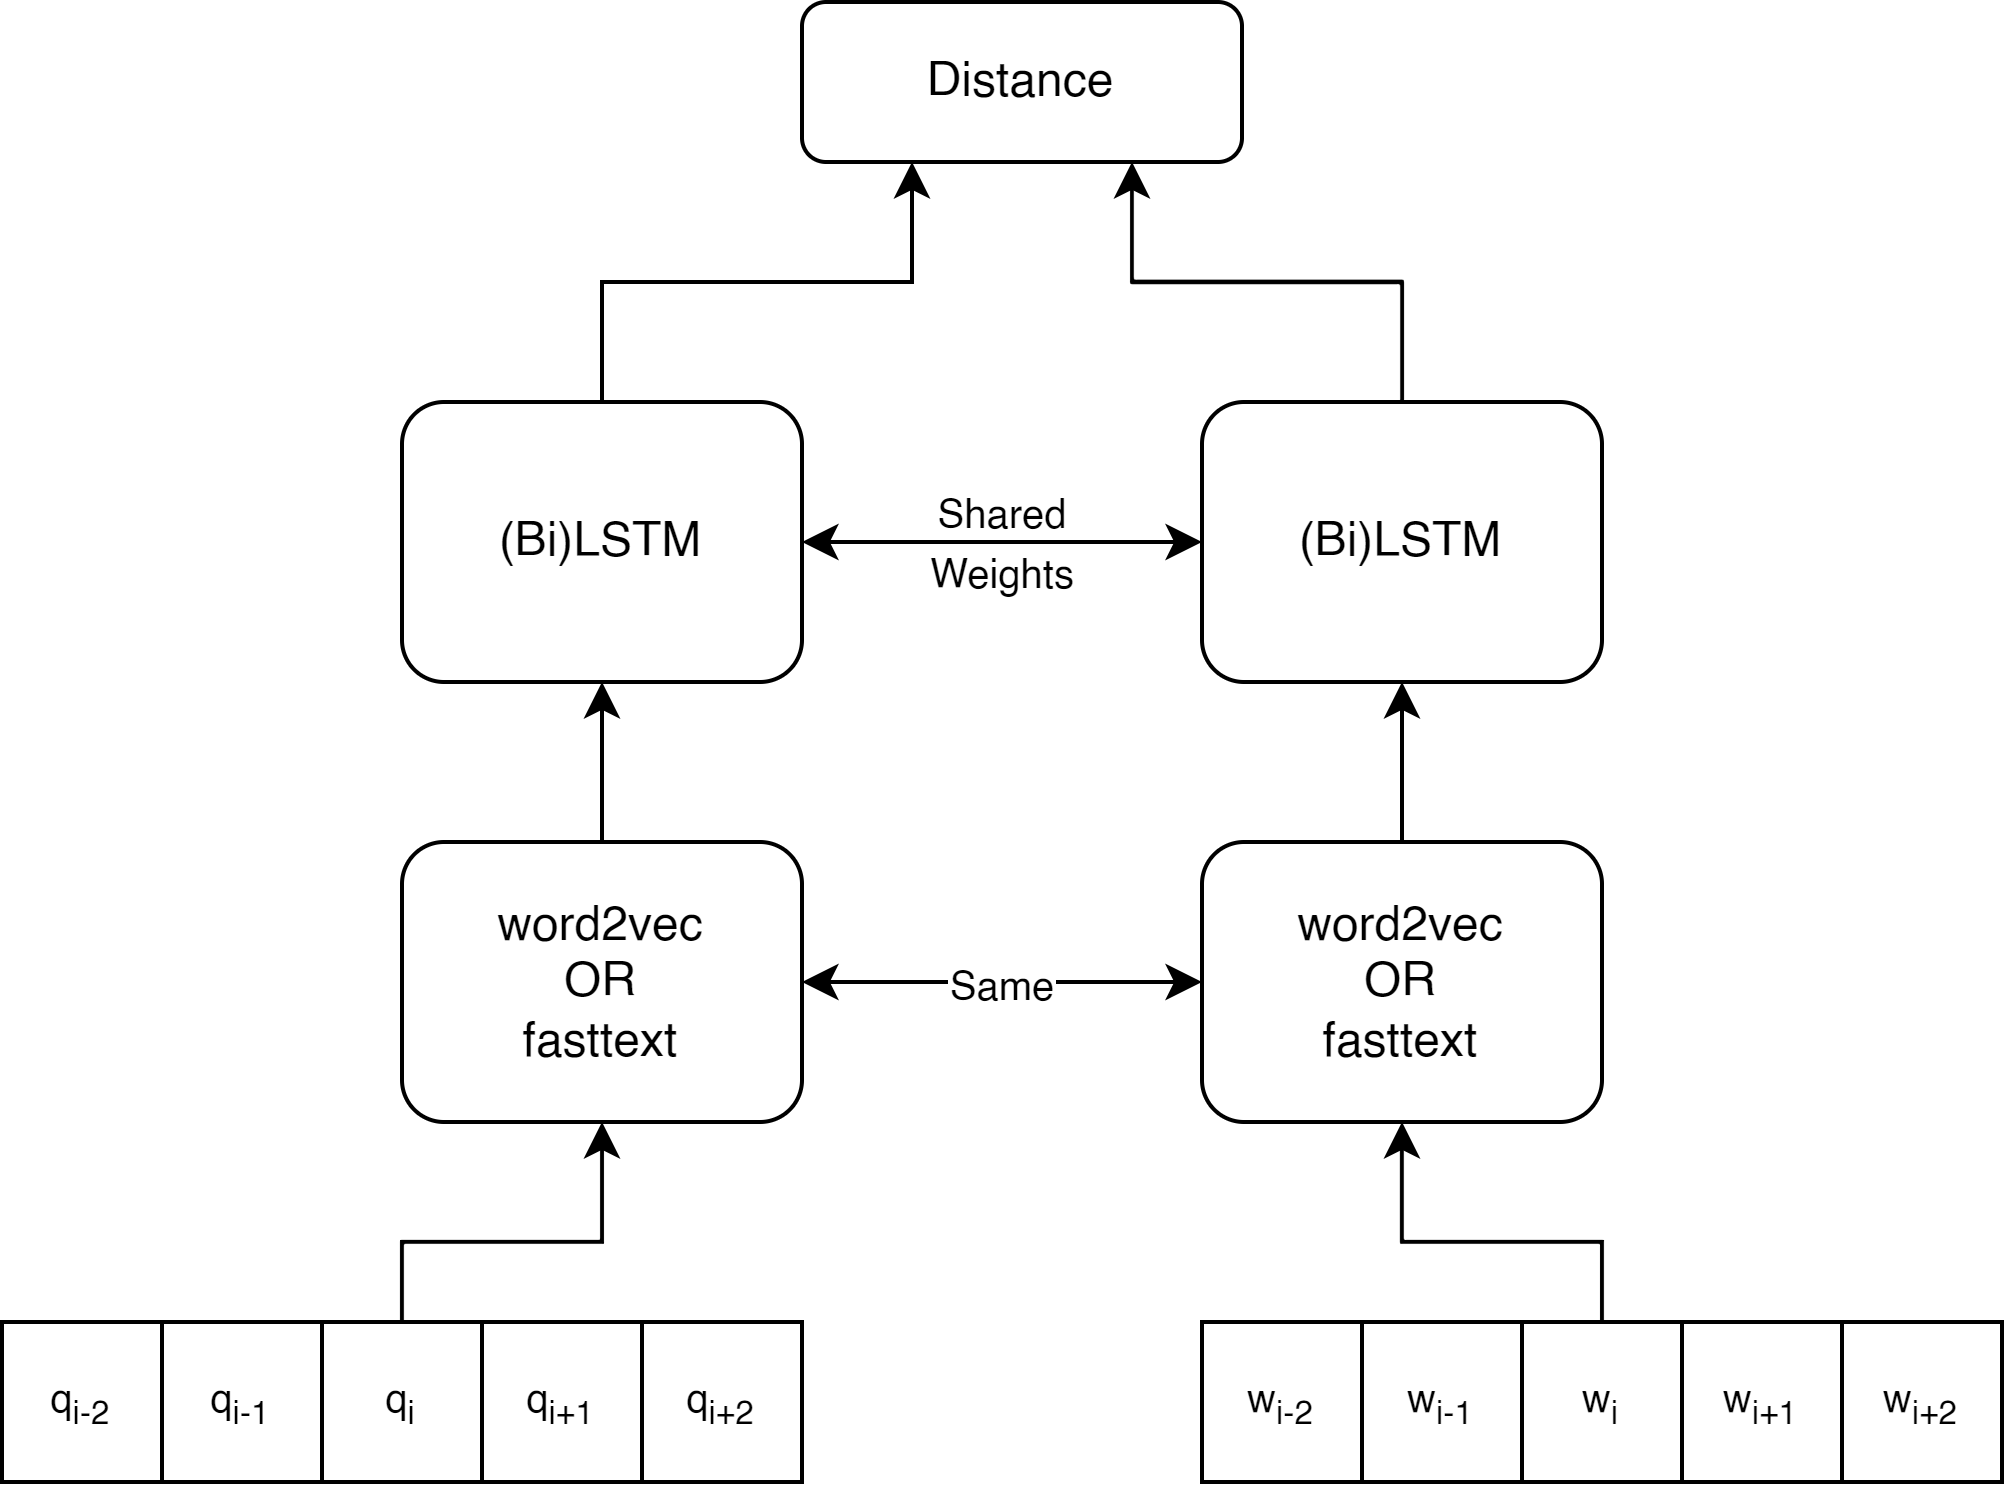 Distance
(Bi)LSTM
Shared
Weights
(Bi)LSTM
word2vec
OR
fasttext
Same
word2vec
OR
fasttext
q_{i-2} q_{i-1} q_i q_{i+1} q_{i+2}
w_{i-2} w_{i-1} w_i w_{i+1} w_{i+2}